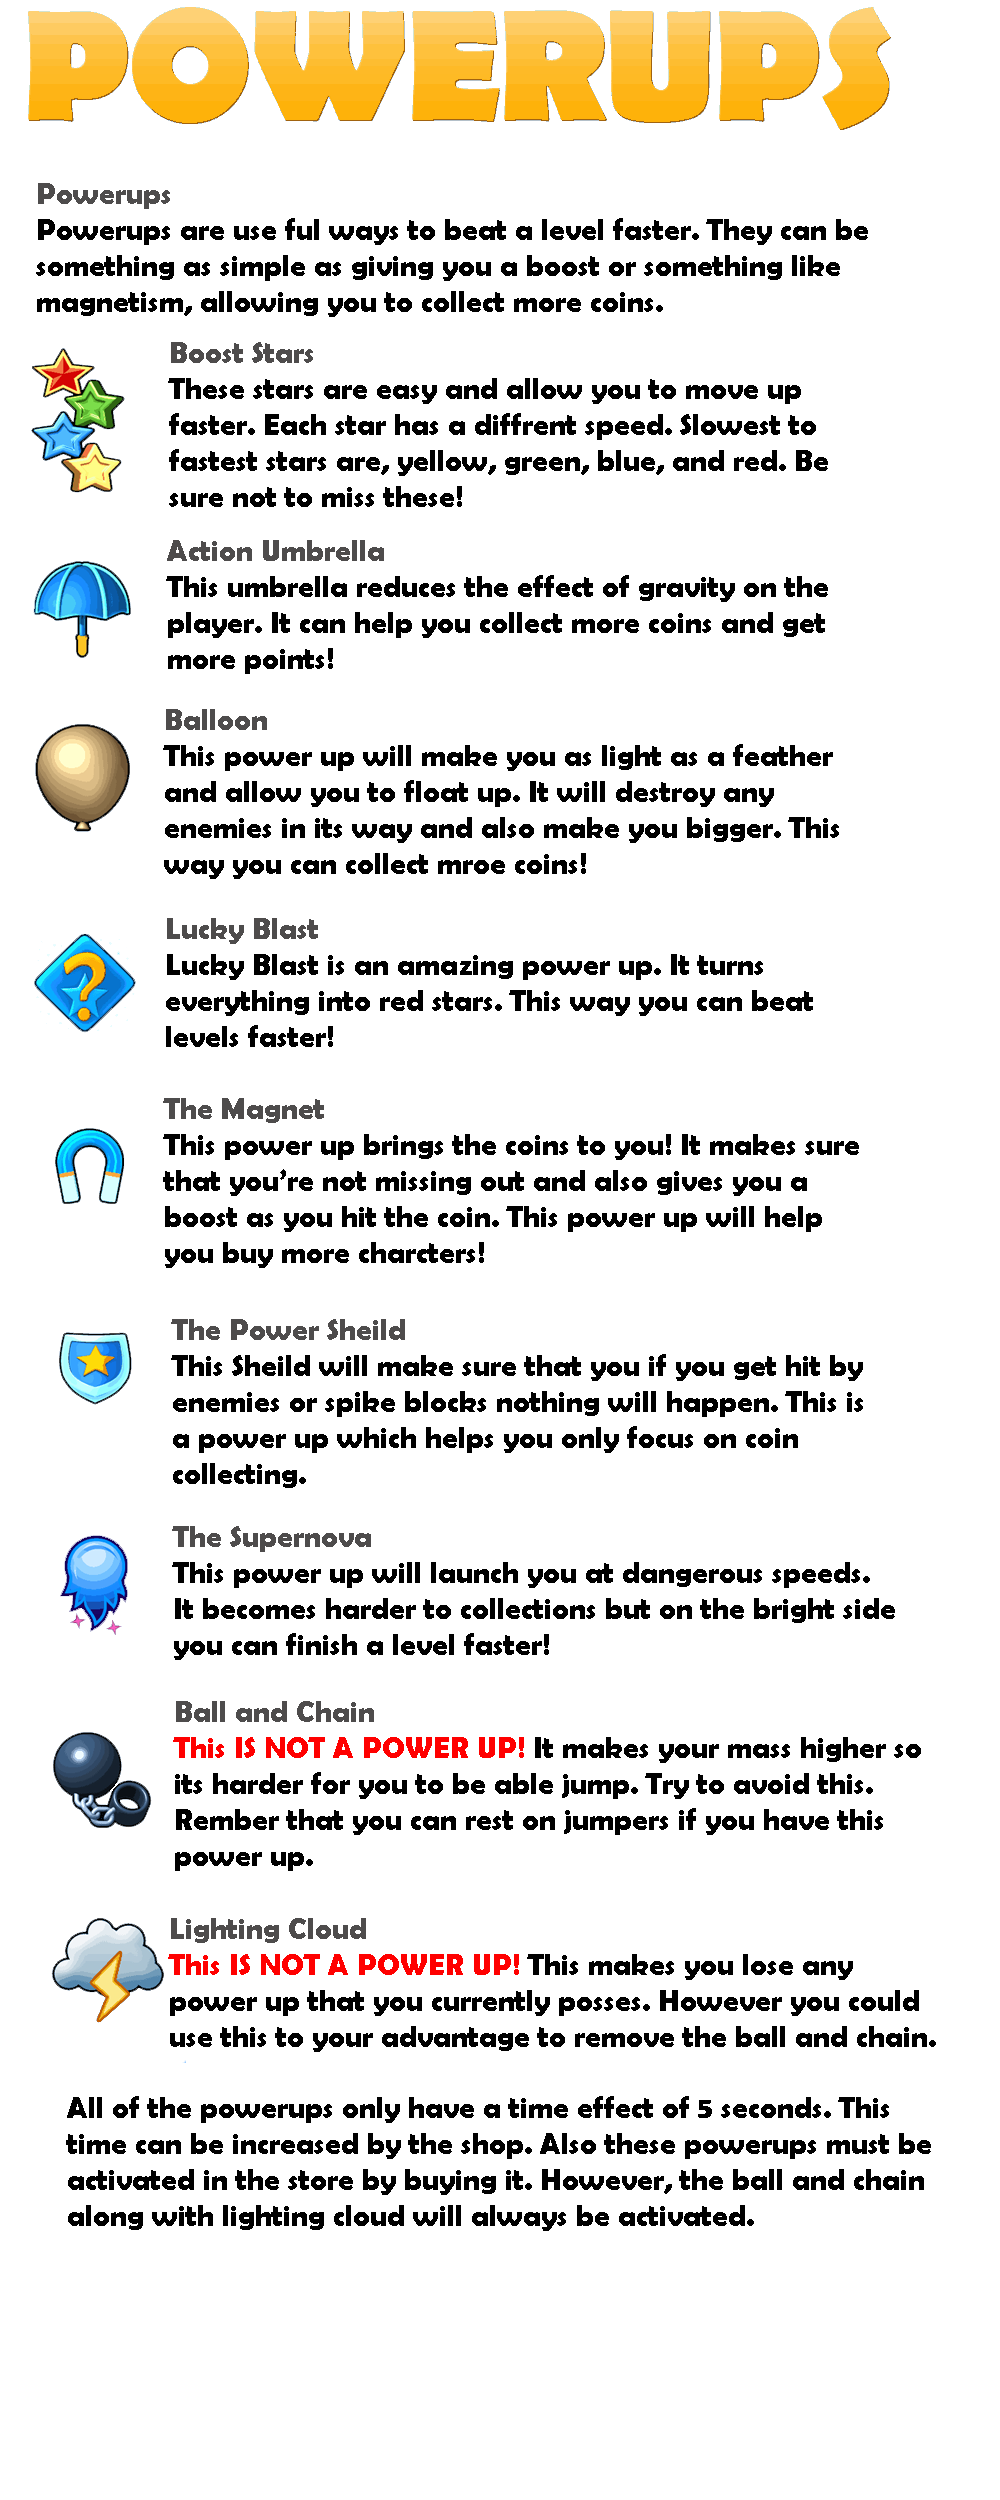 POWERUPS
Powerups
Powerups are use ful ways to beat a level faster. They can be
something as simple as giving you a boost or something like
magnetism, allowing you to collect more coins.
Boost Stars
These stars are easy and allow you to move up
faster. Each star has a diffrent speed. Slowest to
fastest stars are, yellow, green, blue, and red. Be
sure not to miss these!
Action Umbrella
This umbrella reduces the effect of gravity on the
player. It can help you collect more coins and get
more points!
Balloon
This power up will make you as light as a feather
and allow you to float up. It will destroy any
enemies in its way and also make you bigger. This
way you can collect mroe coins!
Lucky Blast
Lucky Blast is an amazing power up. It turns
everything into red stars. This way you can beat
levels faster!
The Magnet
This power up brings the coins to you! It makes sure
that you're not missing out and also gives you a
boost as you hit the coin. This power up will help
you buy more charcters!
The Power Sheild
This Sheild will make sure that you if you get hit by
enemies or spike blocks nothing will happen. This is
a power up which helps you only focus on coin
collecting.
The Supernova
This power up will launch you at dangerous speeds.
It becomes harder to collections but on the bright side
you can finish a level faster!
Ball and Chain
This IS NOT A POWER UP! It makes your mass higher so
its harder for you to be able jump. Try to avoid this.
Rember that you can rest on jumpers if you have this
power up.
Lighting Cloud
This IS NOT A POWER UP! This makes you lose any
power up that you currently posses. However you could
use this to your advantage to remove the ball and chain.
All of the powerups only have a time effect of 5 seconds. This
time can be increased by the shop. Also these powerups must be
activated in the store by buying it. However, the ball and chain
along with lighting cloud will always be activated.